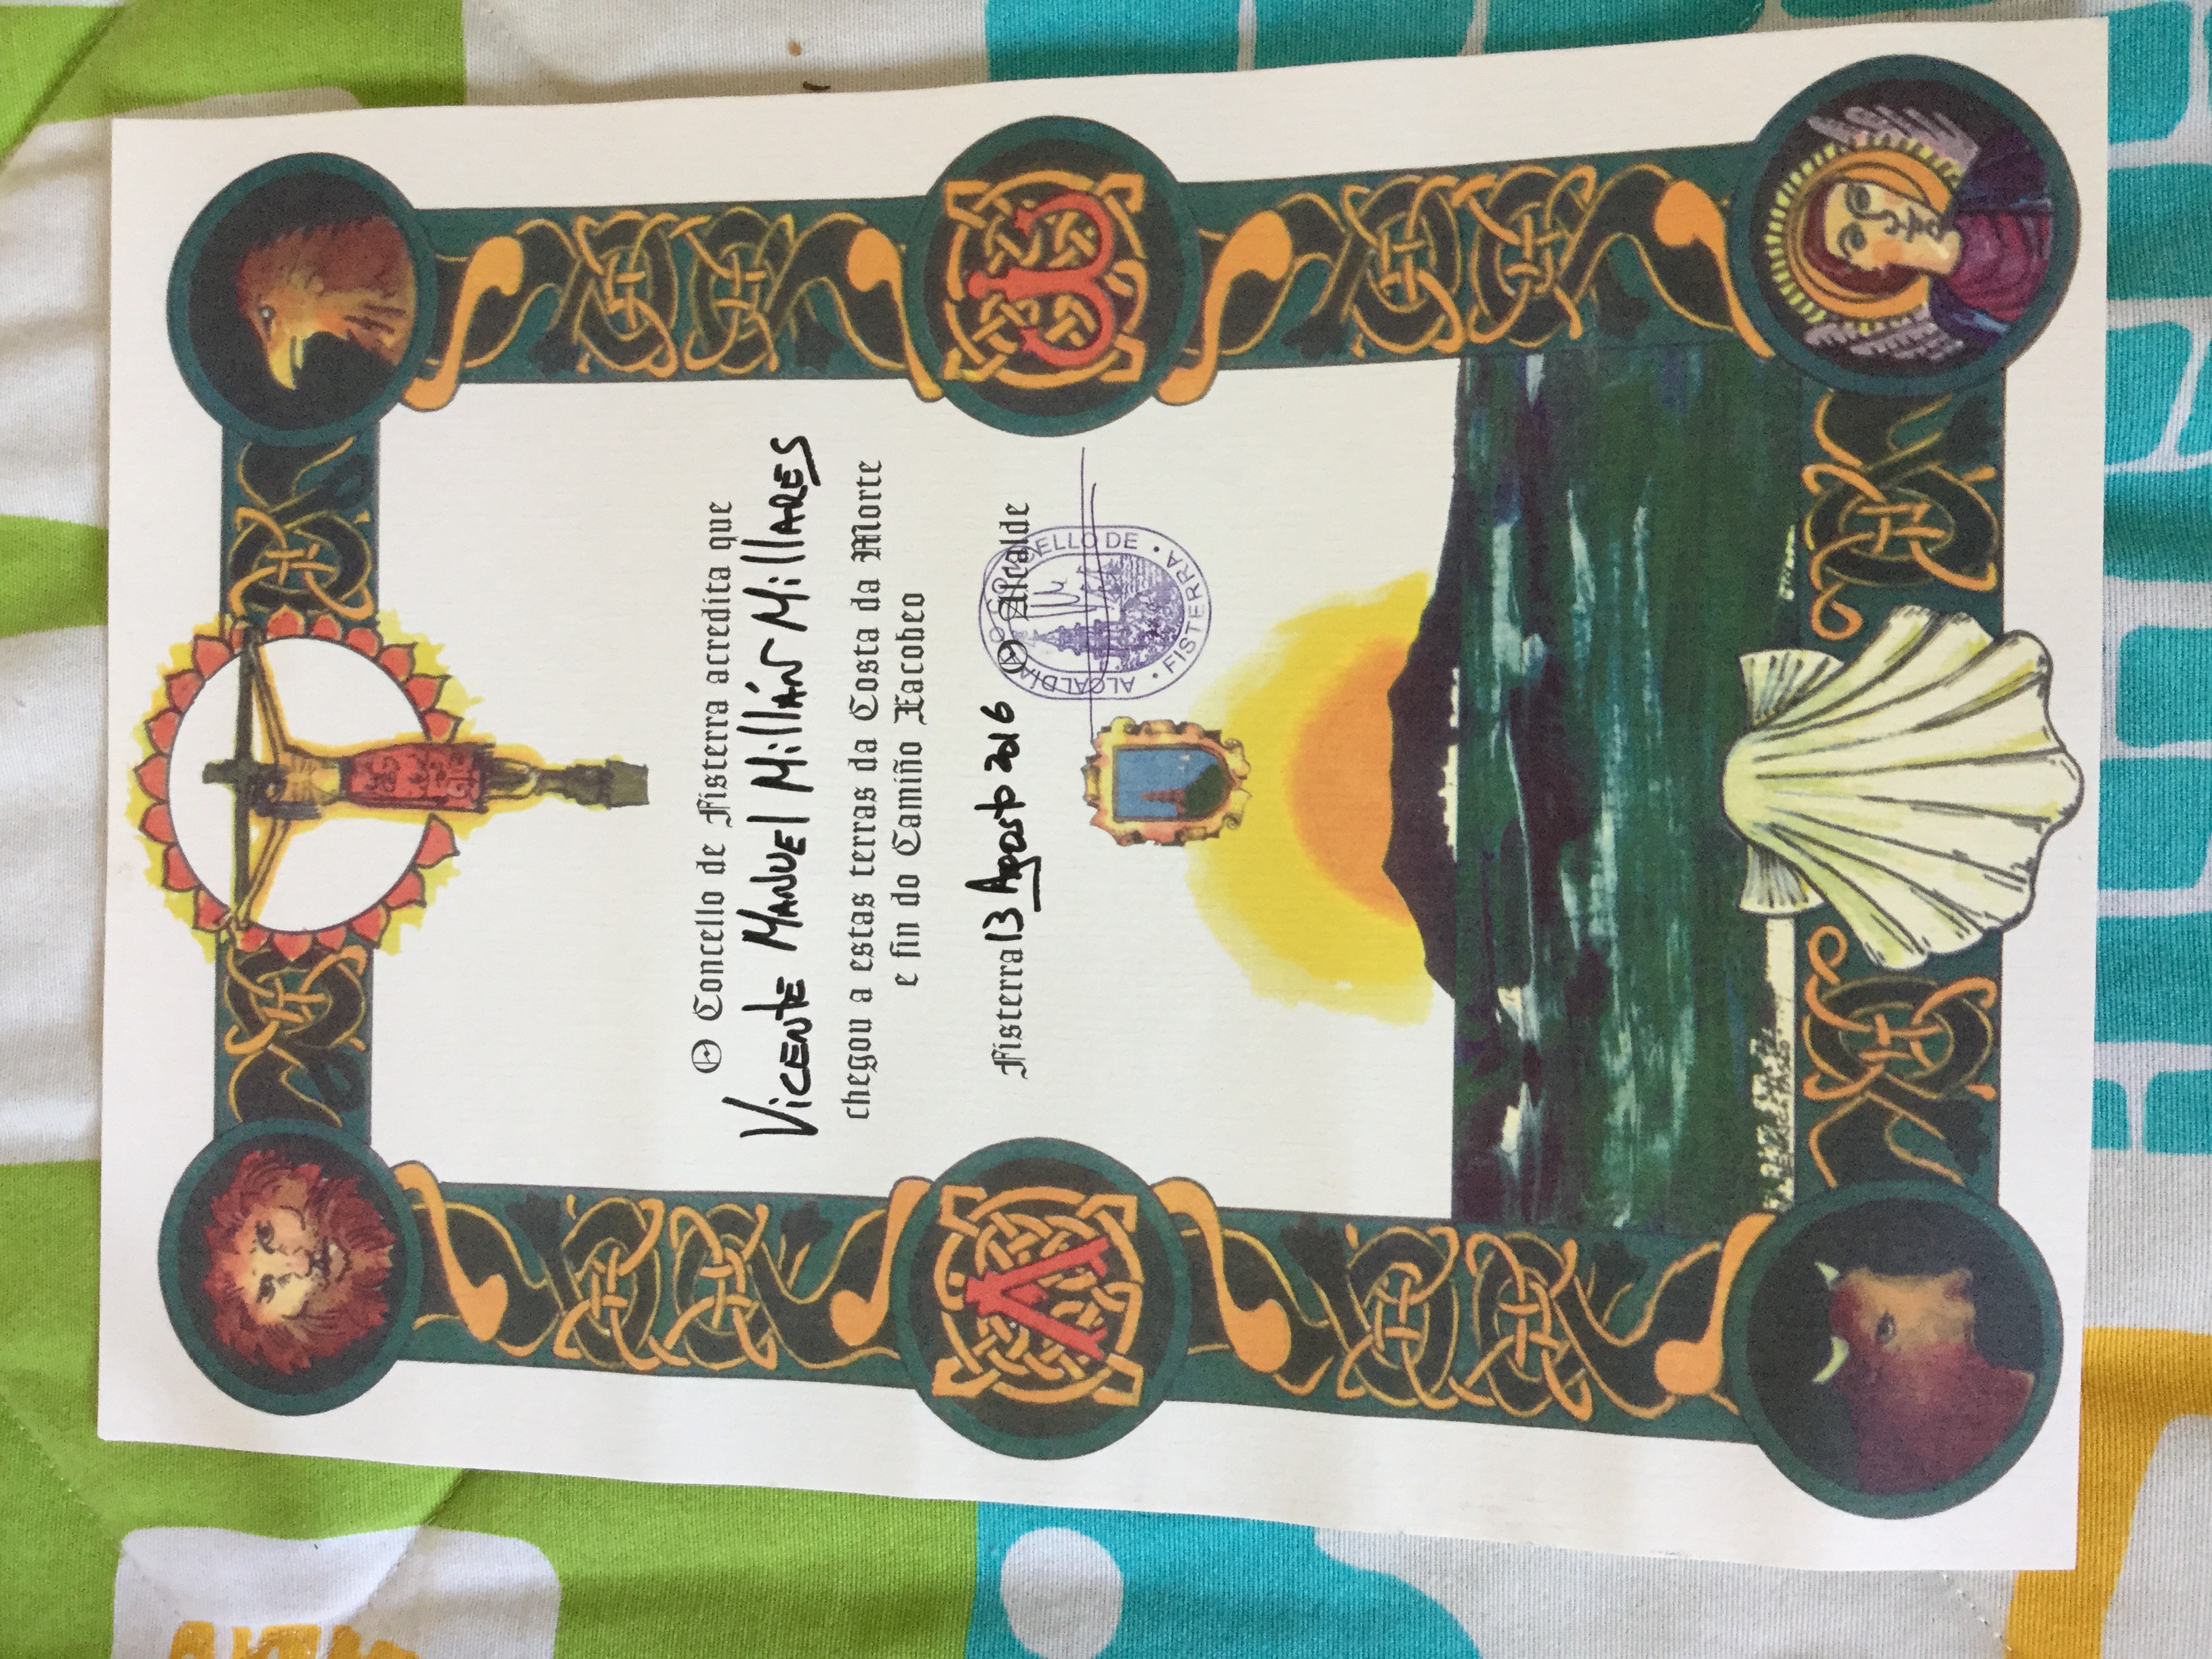 O Concello de Fisterra acredita que
Vicente Manuel Millán Millares
chegou a estas terras da Costa da Morte
e fin do Camiño Xacobeo
Fisterra 13 Agosto 2016 O Alcalde
CONCELLO DE
FISTERRA
ALCALDÍA